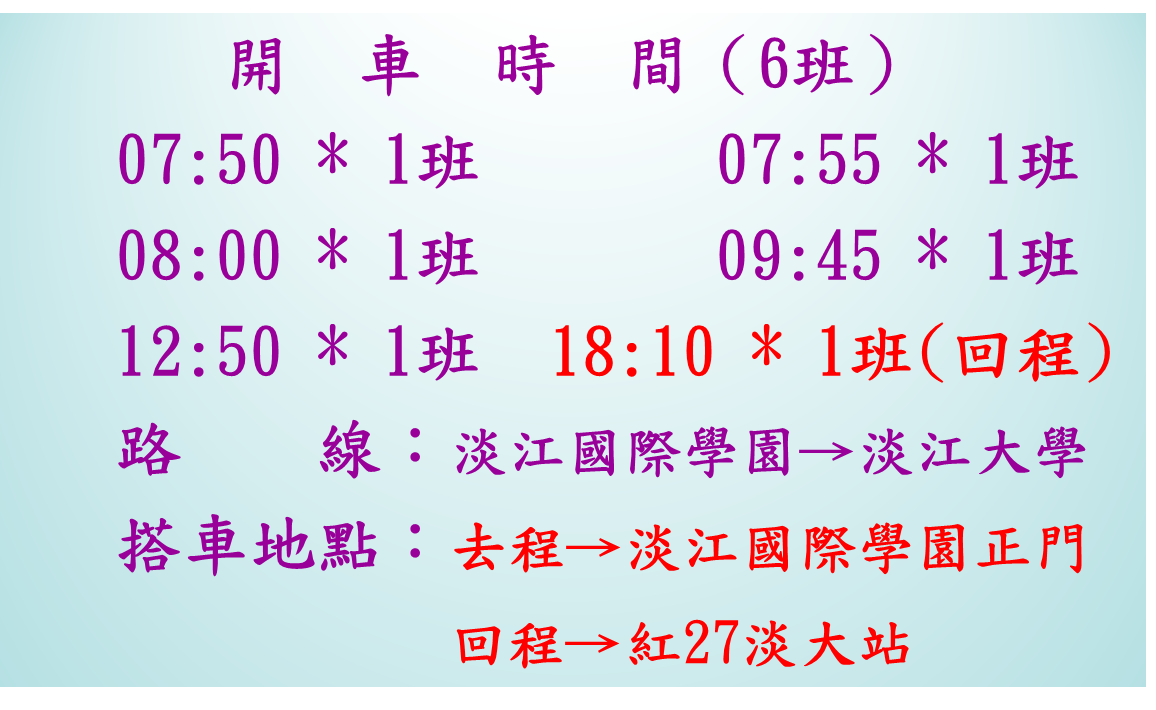 開 車 時 間(6班)
07:50 * 1班 07:55 * 1班
08:00 * 1班 09:45 * 1班
12:50 * 1班 18:10 * 1班(回程)
路 線：淡江國際學園→淡江大學
搭車地點：去程→淡江國際學園正門
回程→紅27淡大站